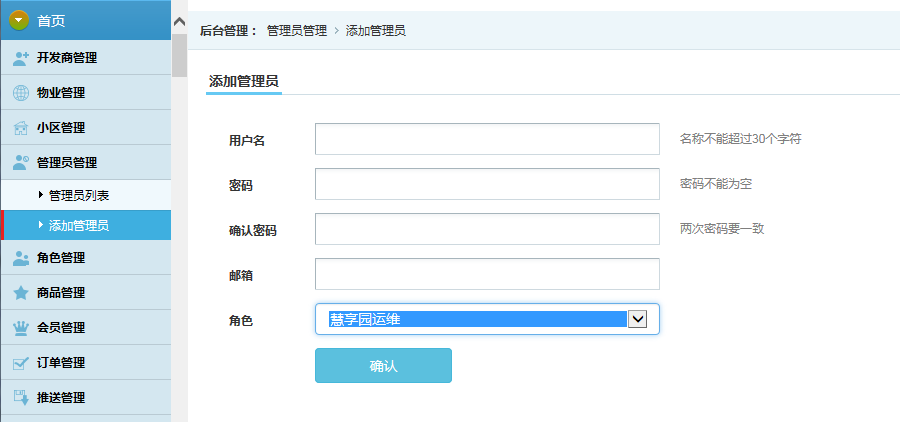 首页
开发商管理
物业管理
小区管理
管理员管理
管理员列表
添加管理员
角色管理
商品管理
会员管理
订单管理
推送管理
后台管理： 管理员管理 > 添加管理员
添加管理员
用户名 名称不能超过30个字符
密码 密码不能为空
确认密码 两次密码要一致
邮箱
角色 慧享园运维
确认